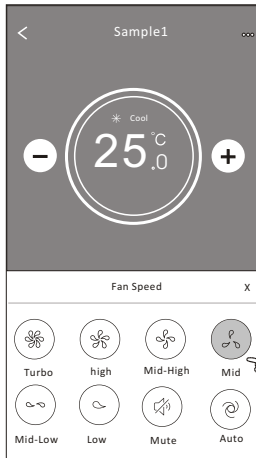 Sample1
Cool
25.0 °C
Fan Speed X
Turbo high Mid-High Mid
Mid-Low Low Mute Auto